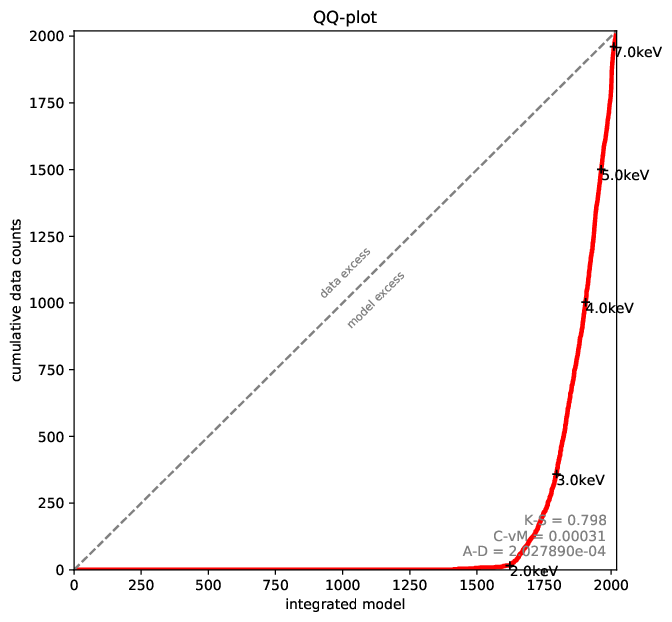 QQ-plot
2000
1750
1500
1250
1000
750
500
250
0
cumulative data counts
data excess
model excess
7.0keV
5.0keV
4.0keV
3.0keV
2.0keV
K-S = 0.798
C-vM = 0.00031
A-D = 2.027890e-04
0 250 500 750 1000 1250 1500 1750 2000
integrated model